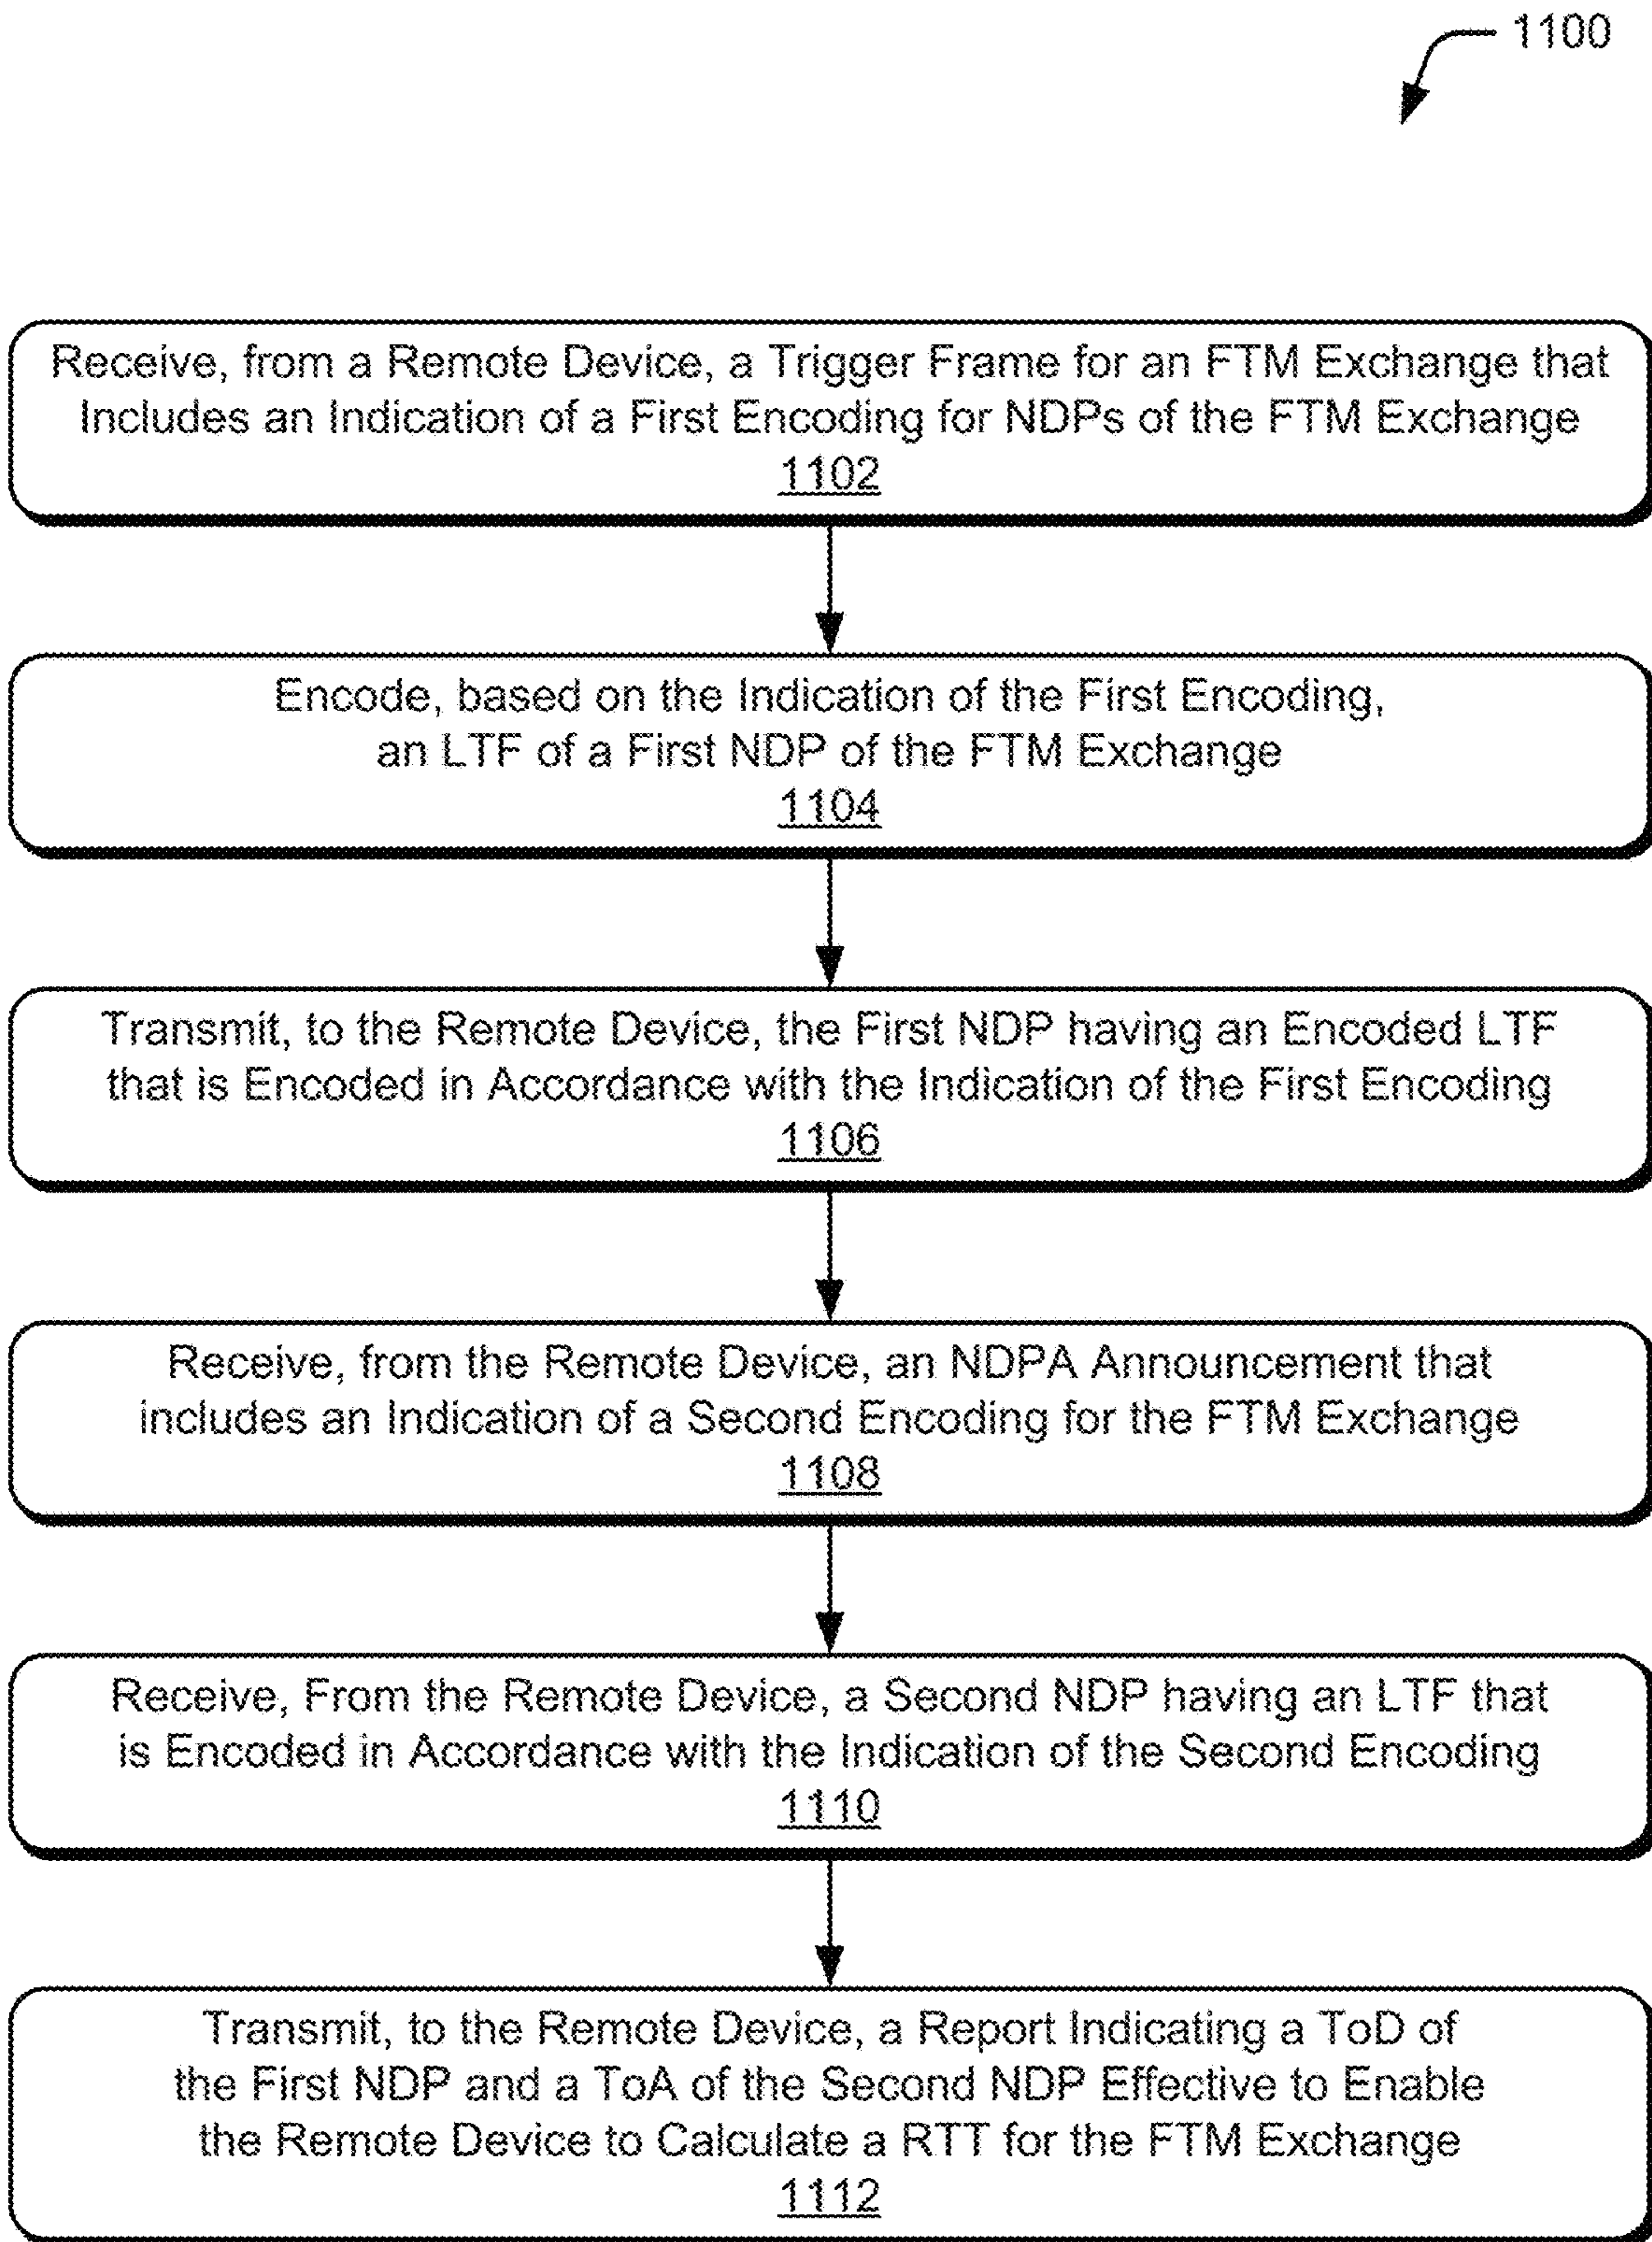 1100
Receive, from a Remote Device, a Trigger Frame for an FTM Exchange that
Includes an Indication of a First Encoding for NDPs of the FTM Exchange
1102
Encode, based on the Indication of the First Encoding,
an LTF of a First NDP of the FTM Exchange
1104
Transmit, to the Remote Device, the First NDP having an Encoded LTF
that is Encoded in Accordance with the Indication of the First Encoding
1106
Receive, from the Remote Device, an NDPA Announcement that
includes an Indication of a Second Encoding for the FTM Exchange
1108
Receive, From the Remote Device, a Second NDP having an LTF that
is Encoded in Accordance with the Indication of the Second Encoding
1110
Transmit, to the Remote Device, a Report Indicating a ToD of
the First NDP and a ToA of the Second NDP Effective to Enable
the Remote Device to Calculate a RTT for the FTM Exchange
1112